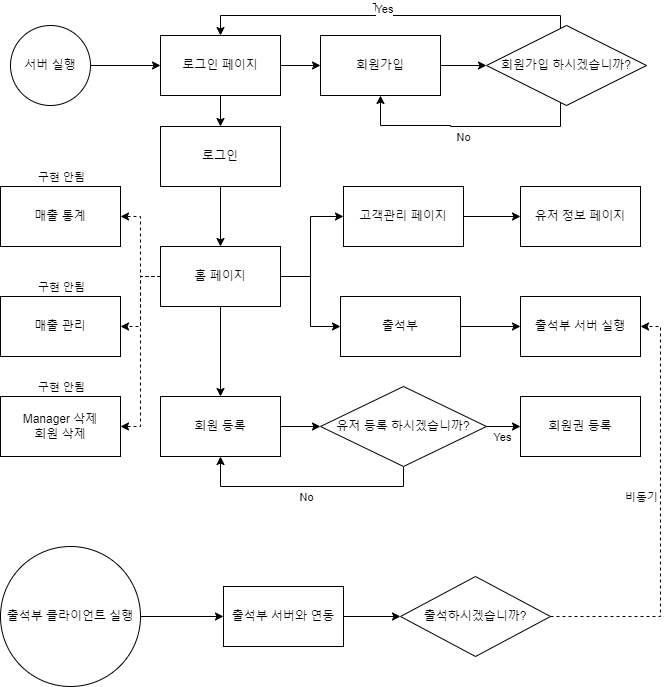 Yes
서버 실행
로그인 페이지
회원가입
회원가입 하시겠습니까?
No
로그인
구현 안됨
매출 통계
고객관리 페이지
유저 정보 페이지
홈 페이지
구현 안됨
매출 관리
출석부
출석부 서버 실행
구현 안됨
Manager 삭제
회원 삭제
회원 등록
유저 등록 하시겠습니까?
Yes
회원권 등록
No
비동기
출석부 클라이언트 실행
출석부 서버와 연동
출석하시겠습니까?